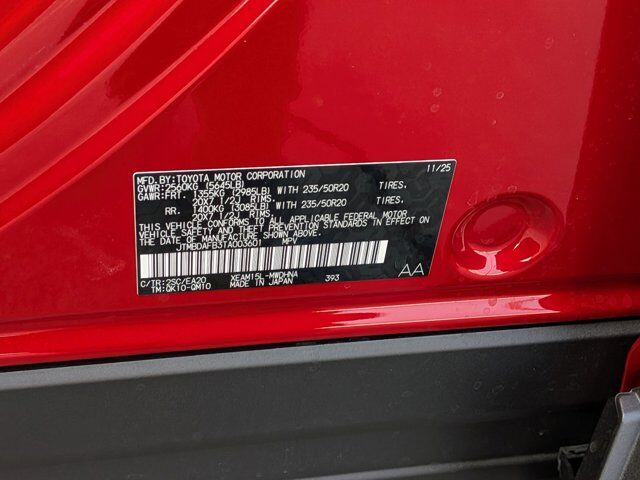 MFD.BY:TOYOTA MOTOR CORPORATION 11/25
GVWR:2560KG (5645LB)
GAWR:FRT. 1355KG (2985LB) WITH 235/50R20 TIRES.
20X7 1/2J RIMS.
RR. 1400KG (3085LB) WITH 235/50R20 TIRES.
20X7 1/2J RIMS.
THIS VEHICLE CONFORMS TO ALL APPLICABLE FEDERAL MOTOR
VEHICLE SAFETY AND THEFT PREVENTION STANDARDS IN EFFECT ON
THE DATE OF MANUFACTURE SHOWN ABOVE.
JTMBDAFB3TA003601 MPV
C/TR:2SC/EA20 XEAM15L-MWDHNA AA
TM:QK10-QM10 MADE IN JAPAN 393